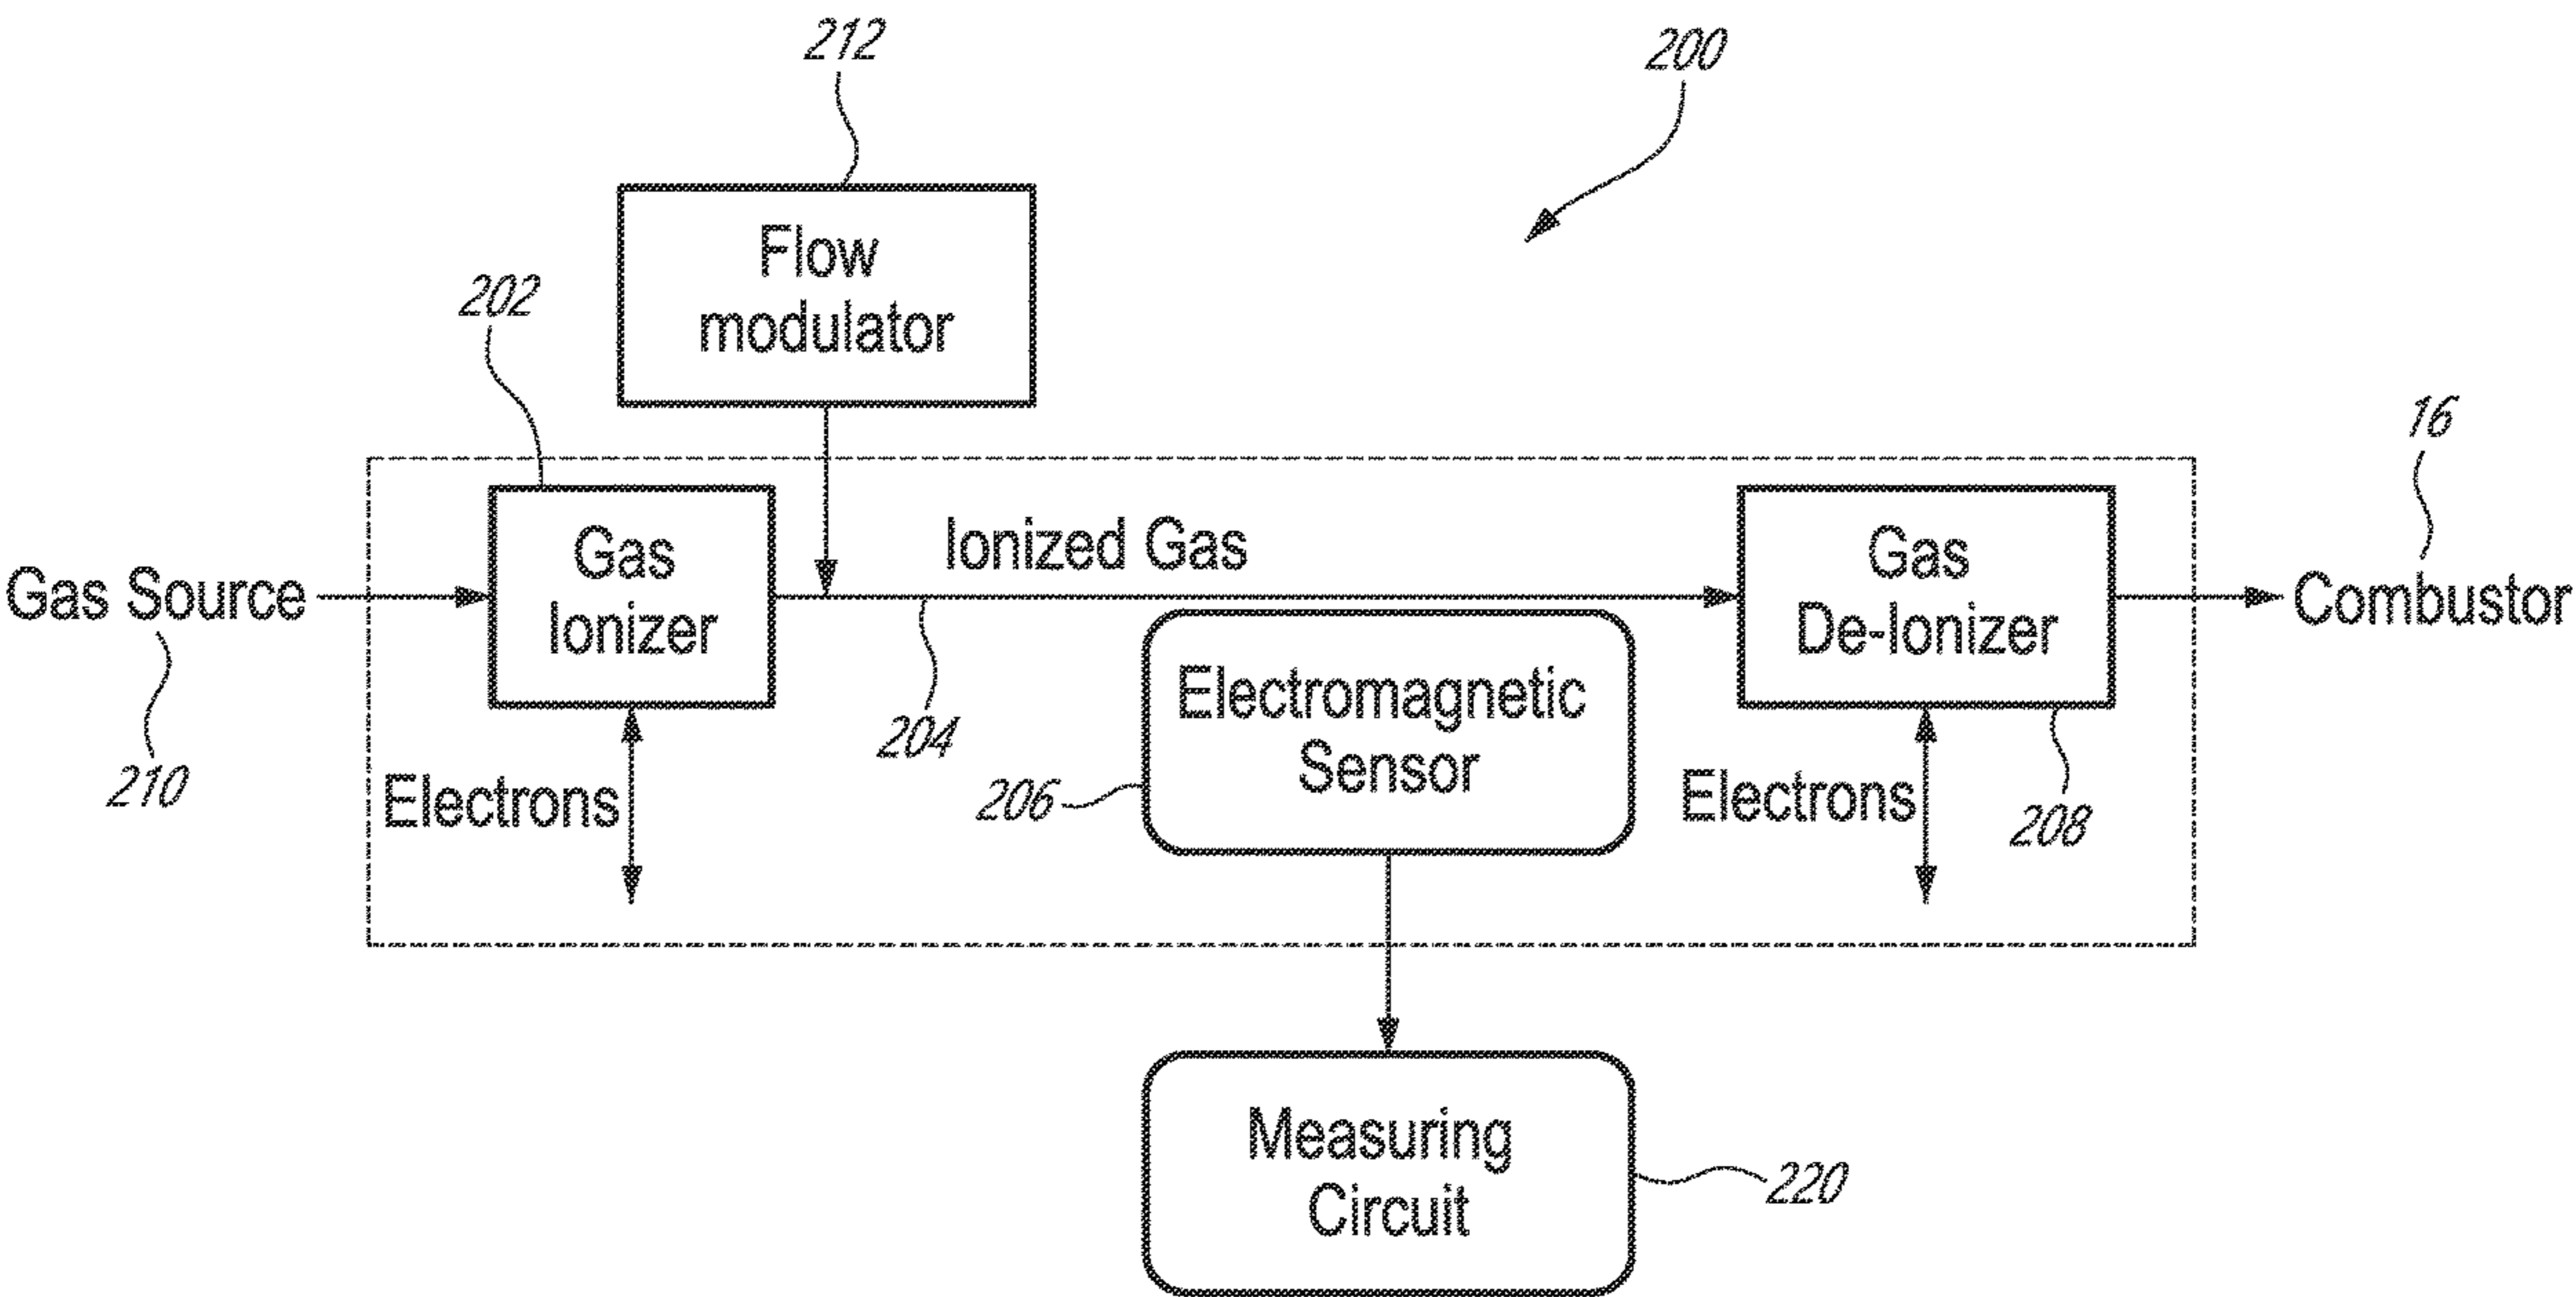 212
200
Flow
modulator
202
16
Ionized Gas
Gas
Ionizer
Gas
De-Ionizer
Gas Source
Combustor
Electromagnetic
Sensor
204
210
Electrons
206
Electrons
208
Measuring
Circuit
220